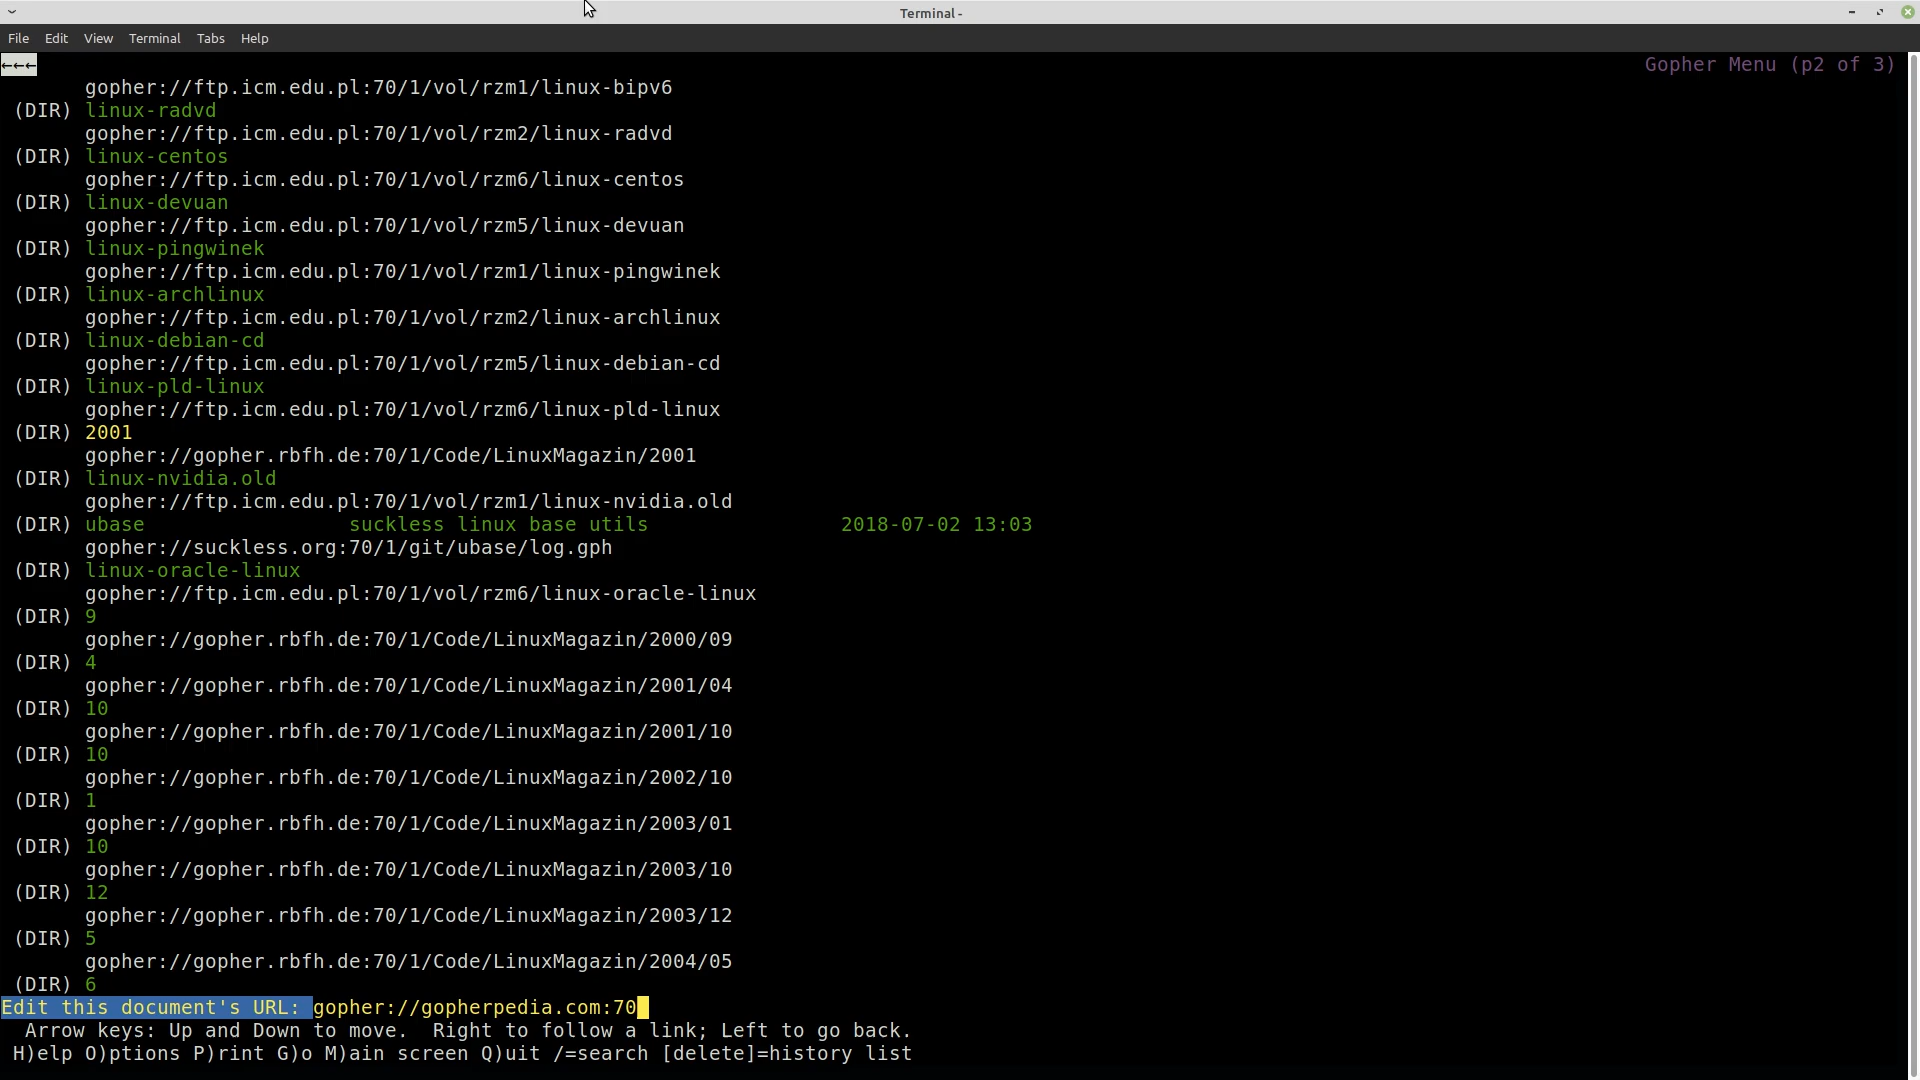 Terminal -
File Edit View Terminal Tabs Help
←←← Gopher Menu (p2 of 3)
gopher://ftp.icm.edu.pl:70/1/vol/rzm1/linux-bipv6
(DIR) linux-radvd
gopher://ftp.icm.edu.pl:70/1/vol/rzm2/linux-radvd
(DIR) linux-centos
gopher://ftp.icm.edu.pl:70/1/vol/rzm6/linux-centos
(DIR) linux-devuan
gopher://ftp.icm.edu.pl:70/1/vol/rzm5/linux-devuan
(DIR) linux-pingwinek
gopher://ftp.icm.edu.pl:70/1/vol/rzm1/linux-pingwinek
(DIR) linux-archlinux
gopher://ftp.icm.edu.pl:70/1/vol/rzm2/linux-archlinux
(DIR) linux-debian-cd
gopher://ftp.icm.edu.pl:70/1/vol/rzm5/linux-debian-cd
(DIR) linux-pld-linux
gopher://ftp.icm.edu.pl:70/1/vol/rzm6/linux-pld-linux
(DIR) 2001
gopher://gopher.rbfh.de:70/1/Code/LinuxMagazin/2001
(DIR) linux-nvidia.old
gopher://ftp.icm.edu.pl:70/1/vol/rzm1/linux-nvidia.old
(DIR) ubase suckless linux base utils 2018-07-02 13:03
gopher://suckless.org:70/1/git/ubase/log.gph
(DIR) linux-oracle-linux
gopher://ftp.icm.edu.pl:70/1/vol/rzm6/linux-oracle-linux
(DIR) 9
gopher://gopher.rbfh.de:70/1/Code/LinuxMagazin/2000/09
(DIR) 4
gopher://gopher.rbfh.de:70/1/Code/LinuxMagazin/2001/04
(DIR) 10
gopher://gopher.rbfh.de:70/1/Code/LinuxMagazin/2001/10
(DIR) 10
gopher://gopher.rbfh.de:70/1/Code/LinuxMagazin/2002/10
(DIR) 1
gopher://gopher.rbfh.de:70/1/Code/LinuxMagazin/2003/01
(DIR) 10
gopher://gopher.rbfh.de:70/1/Code/LinuxMagazin/2003/10
(DIR) 12
gopher://gopher.rbfh.de:70/1/Code/LinuxMagazin/2003/12
(DIR) 5
gopher://gopher.rbfh.de:70/1/Code/LinuxMagazin/2004/05
(DIR) 6
Edit this document's URL: gopher://gopherpedia.com:70
Arrow keys: Up and Down to move. Right to follow a link; Left to go back.
H)elp O)ptions P)rint G)o M)ain screen Q)uit /=search [delete]=history list